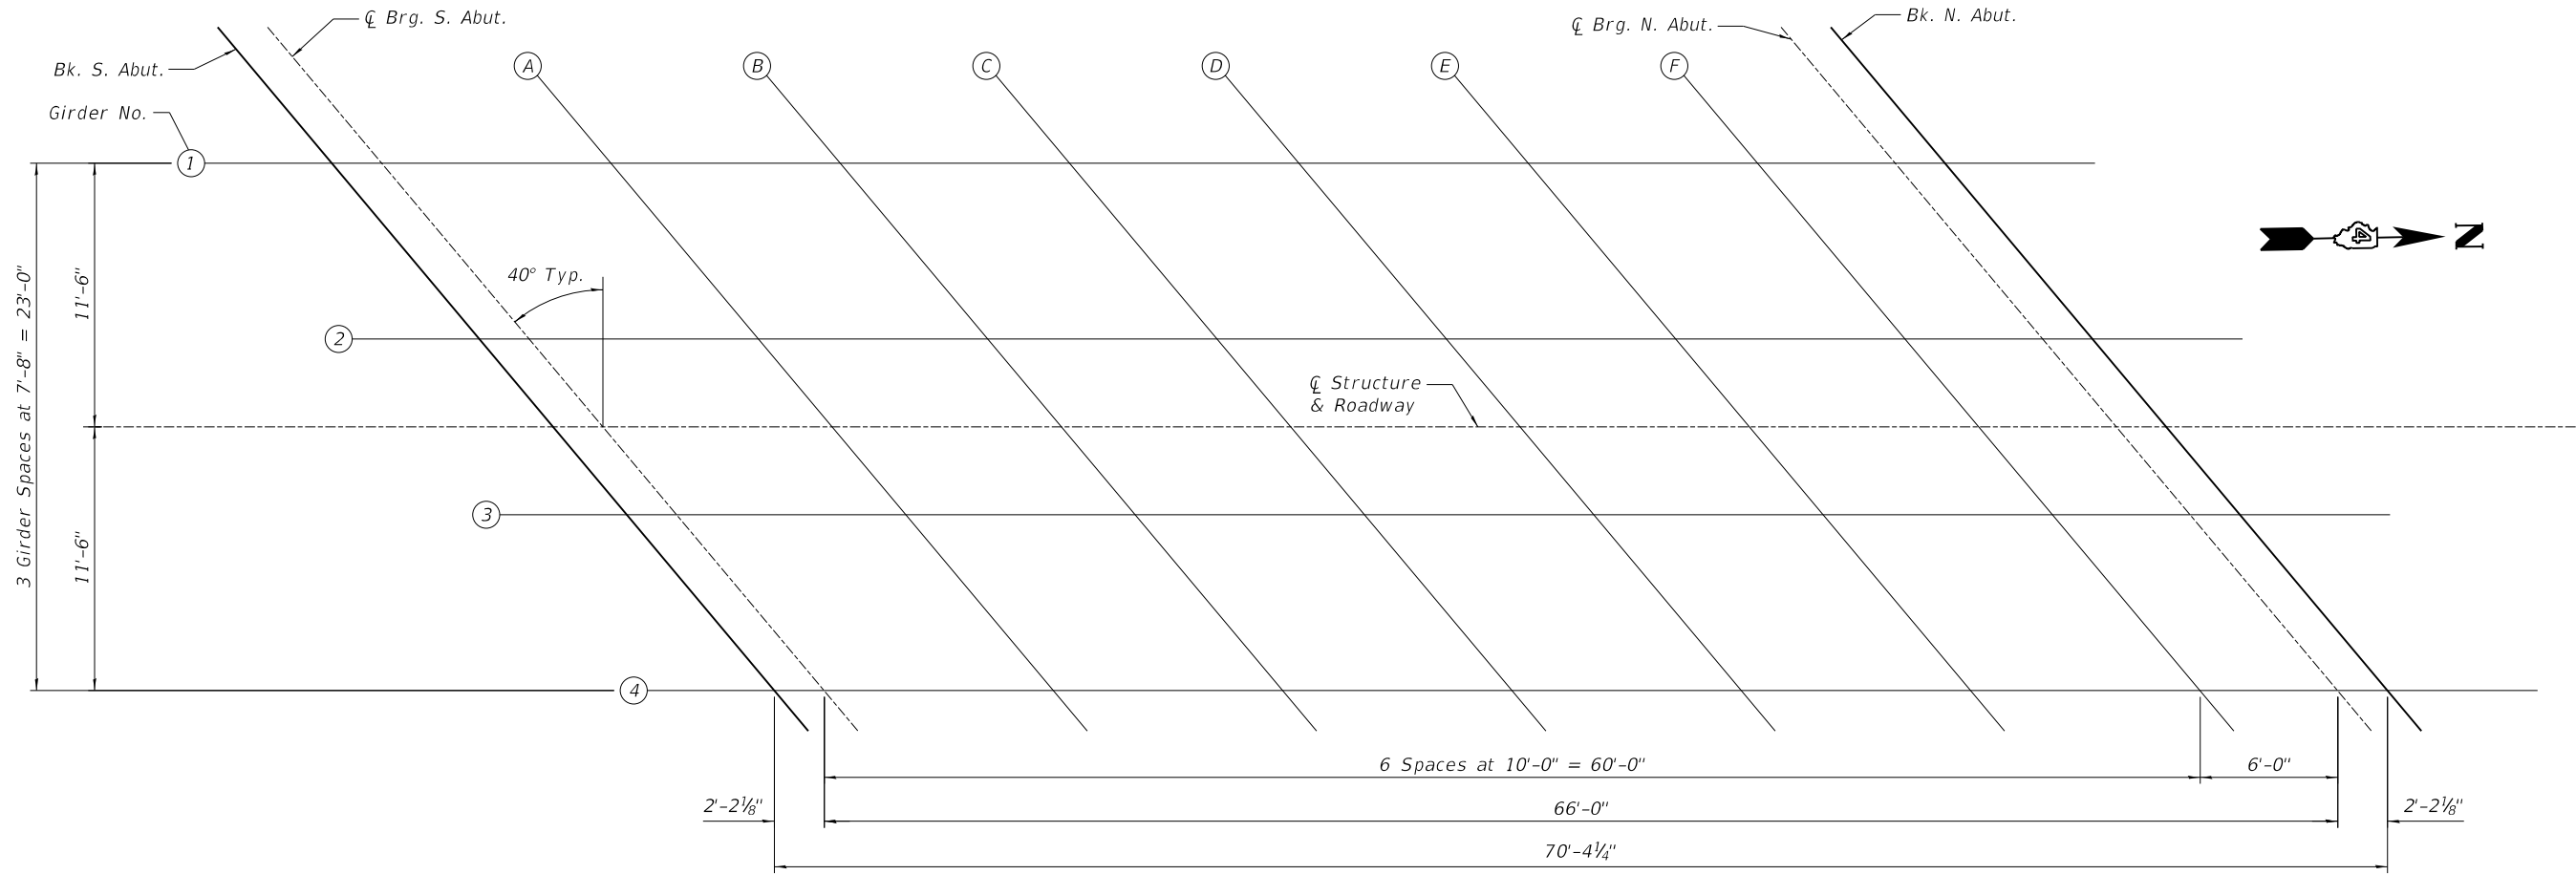 ℄ Brg. S. Abut.
Bk. S. Abut.
Girder No.
℄ Brg. N. Abut.
Bk. N. Abut.
A
B
C
D
E
F
1
2
3
4
40° Typ.
4
N
℄ Structure
& Roadway
3 Girder Spaces at 7'-8" = 23'-0"
11'-6"
11'-6"
6 Spaces at 10'-0" = 60'-0"
6'-0"
2'-2⅛"
66'-0"
2'-2⅛"
70'-4¼"